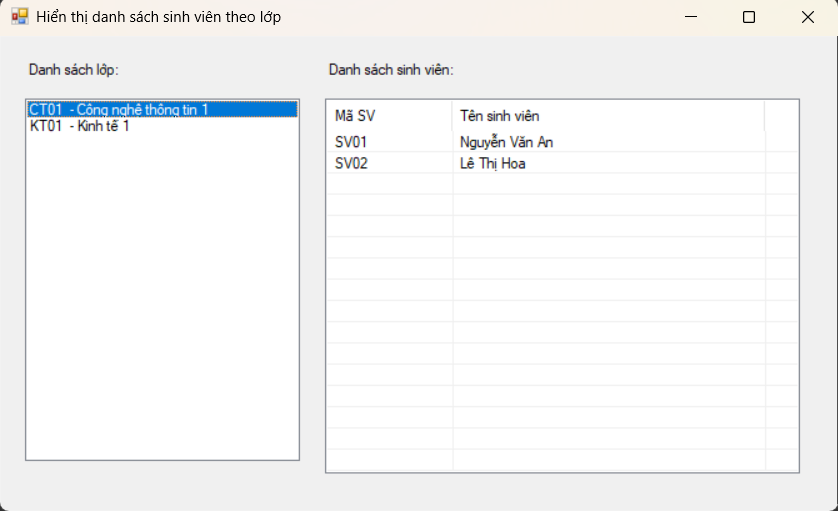 Hiển thị danh sách sinh viên theo lớp
Danh sách lớp:
CT01 - Công nghệ thông tin 1
KT01 - Kinh tế 1
Danh sách sinh viên:
Mã SV Tên sinh viên
SV01 Nguyễn Văn An
SV02 Lê Thị Hoa